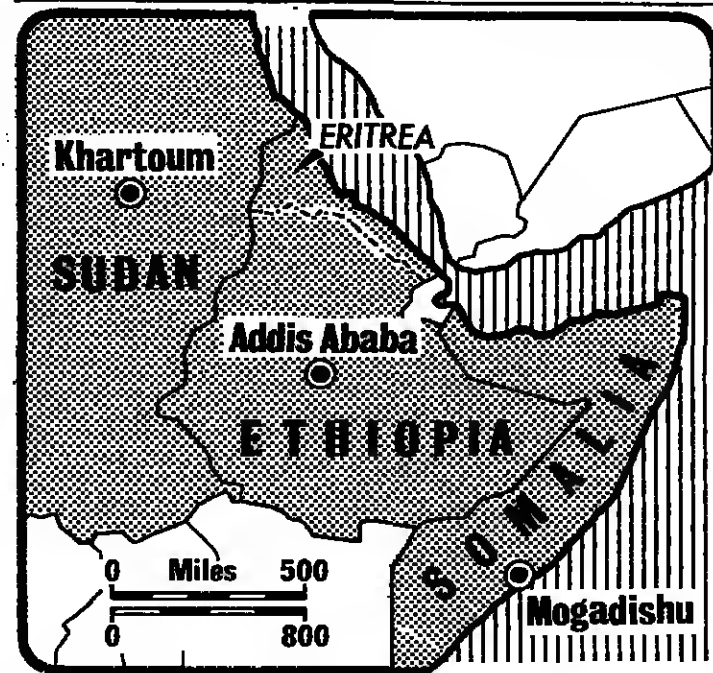 ERITREA
Khartoum
SUDAN
Addis Ababa
ETHIOPIA
SOMALIA
0 Miles 500
0 800
Mogadishu